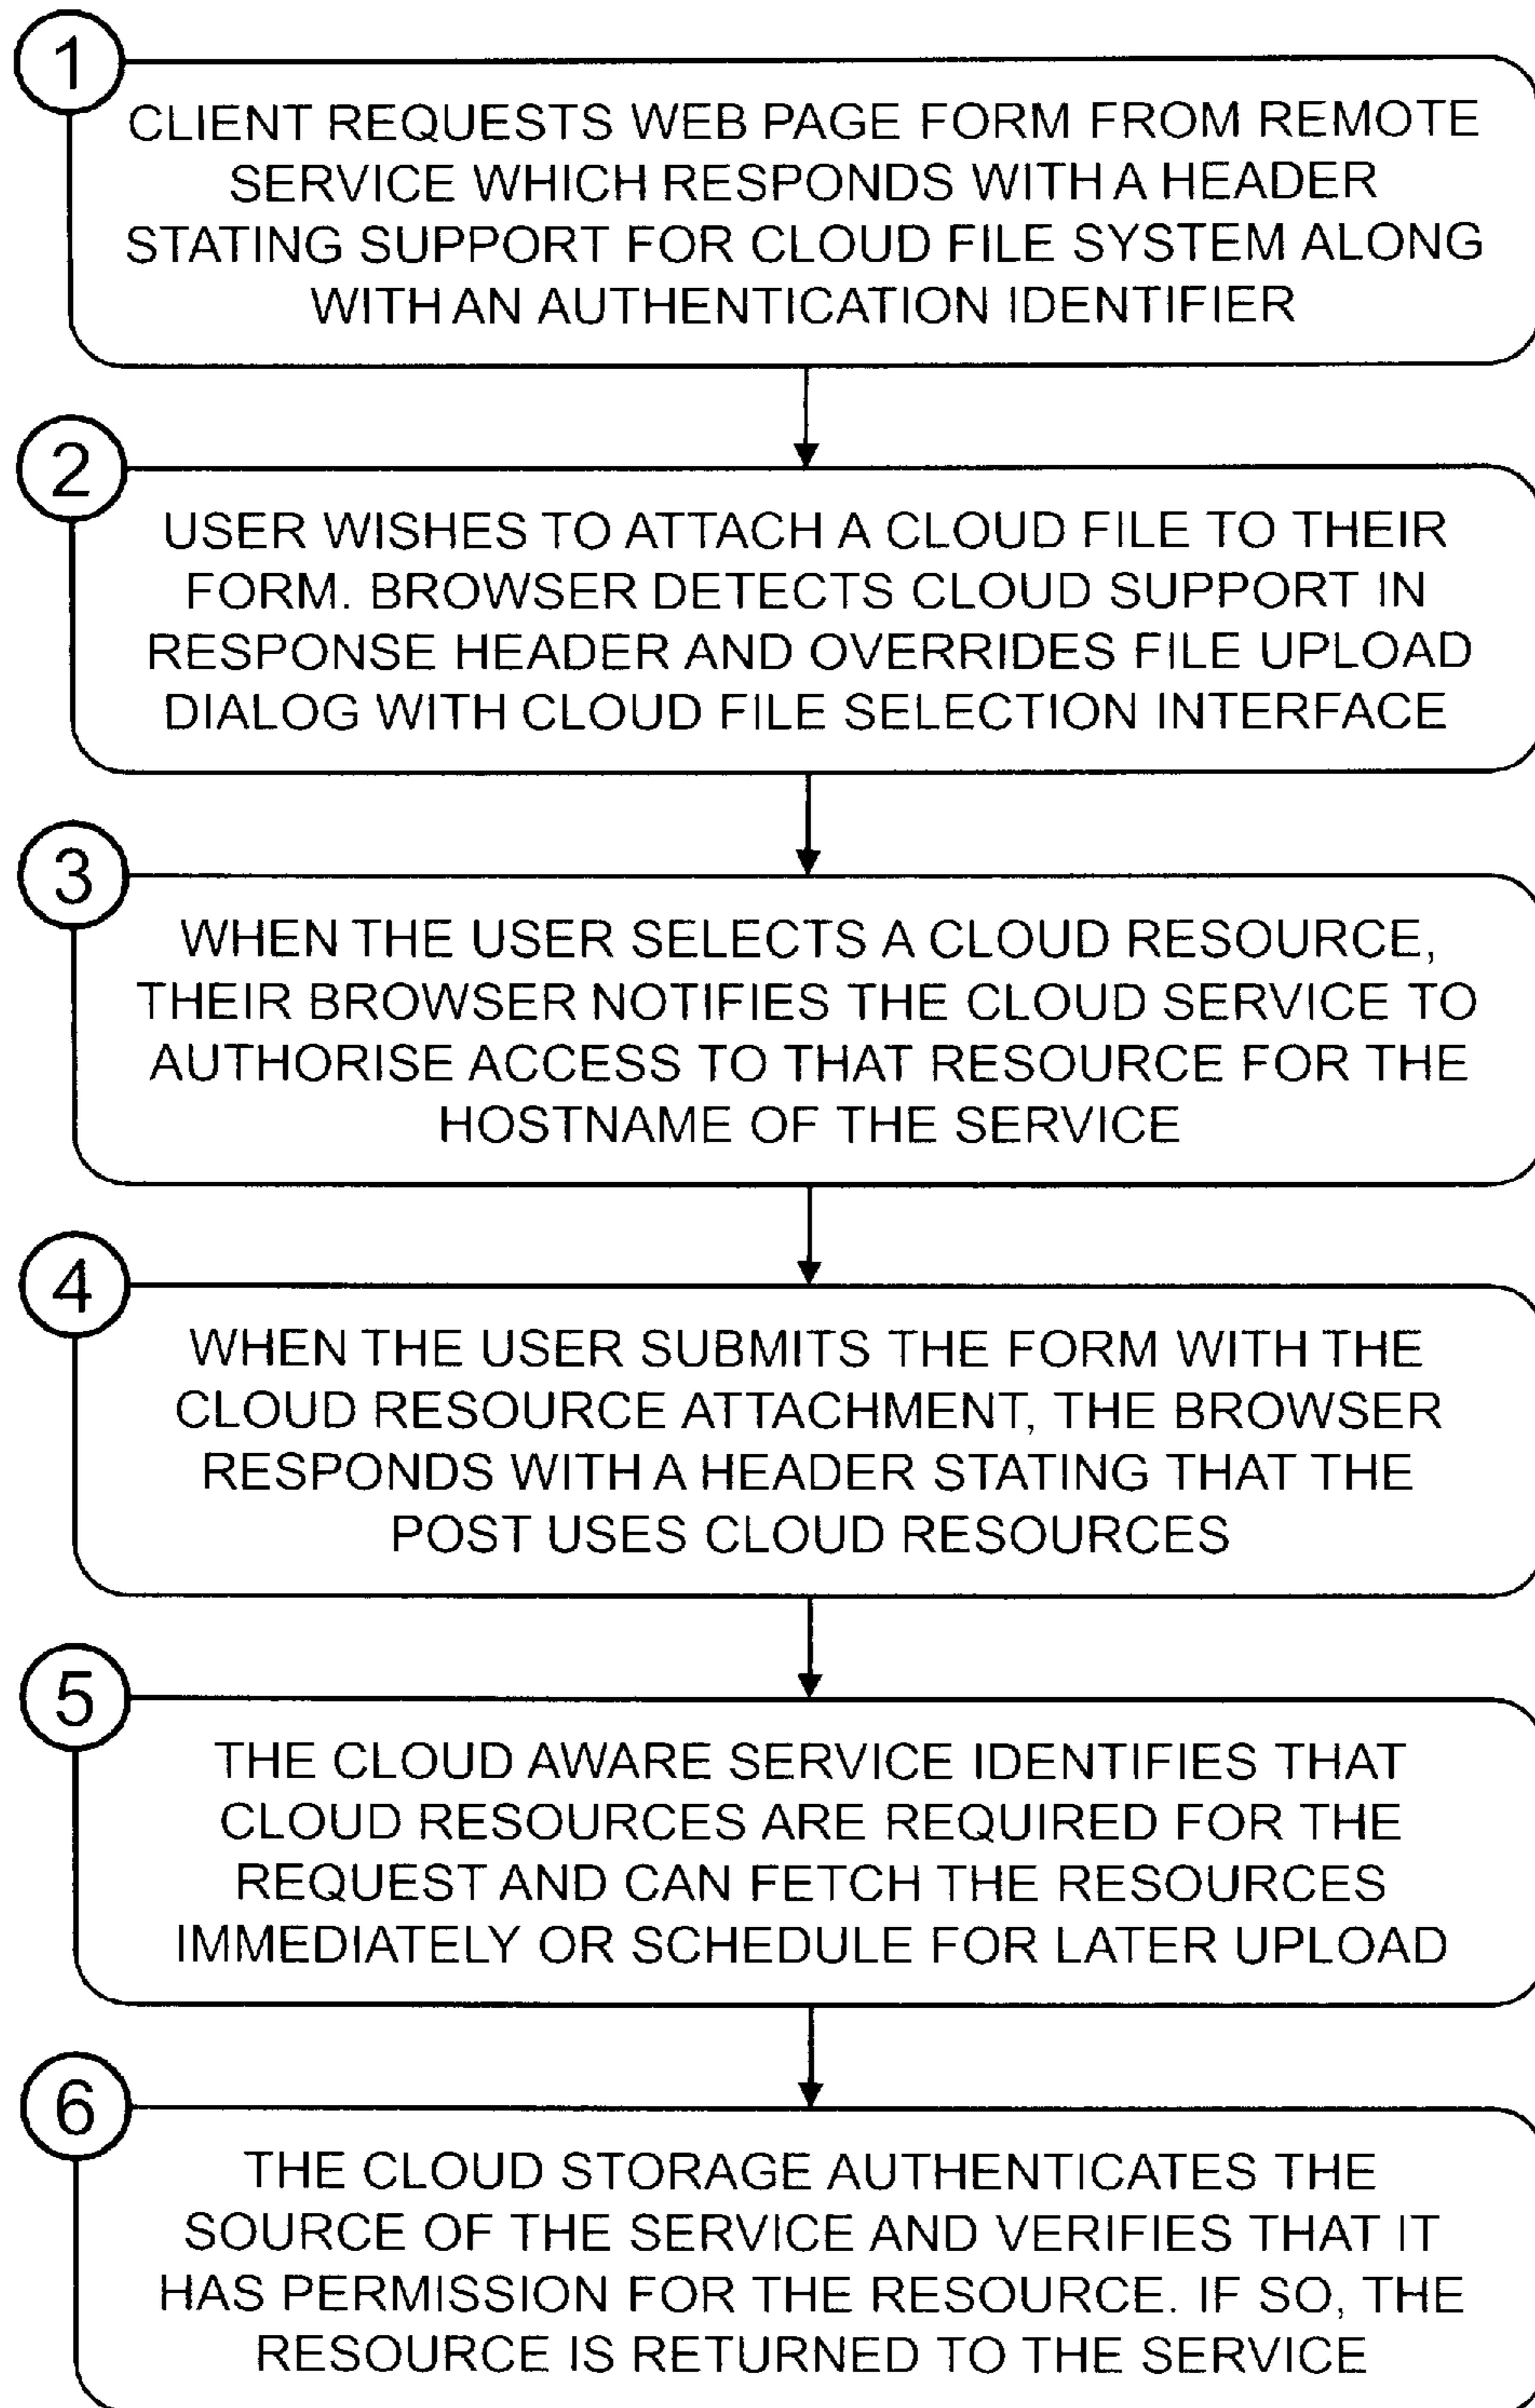 1
CLIENT REQUESTS WEB PAGE FORM FROM REMOTE
SERVICE WHICH RESPONDS WITH A HEADER
STATING SUPPORT FOR CLOUD FILE SYSTEM ALONG
WITH AN AUTHENTICATION IDENTIFIER
2
USER WISHES TO ATTACH A CLOUD FILE TO THEIR
FORM. BROWSER DETECTS CLOUD SUPPORT IN
RESPONSE HEADER AND OVERRIDES FILE UPLOAD
DIALOG WITH CLOUD FILE SELECTION INTERFACE
3
WHEN THE USER SELECTS A CLOUD RESOURCE,
THEIR BROWSER NOTIFIES THE CLOUD SERVICE TO
AUTHORISE ACCESS TO THAT RESOURCE FOR THE
HOSTNAME OF THE SERVICE
4
WHEN THE USER SUBMITS THE FORM WITH THE
CLOUD RESOURCE ATTACHMENT, THE BROWSER
RESPONDS WITH A HEADER STATING THAT THE
POST USES CLOUD RESOURCES
5
THE CLOUD AWARE SERVICE IDENTIFIES THAT
CLOUD RESOURCES ARE REQUIRED FOR THE
REQUEST AND CAN FETCH THE RESOURCES
IMMEDIATELY OR SCHEDULE FOR LATER UPLOAD
6
THE CLOUD STORAGE AUTHENTICATES THE
SOURCE OF THE SERVICE AND VERIFIES THAT IT
HAS PERMISSION FOR THE RESOURCE. IF SO, THE
RESOURCE IS RETURNED TO THE SERVICE